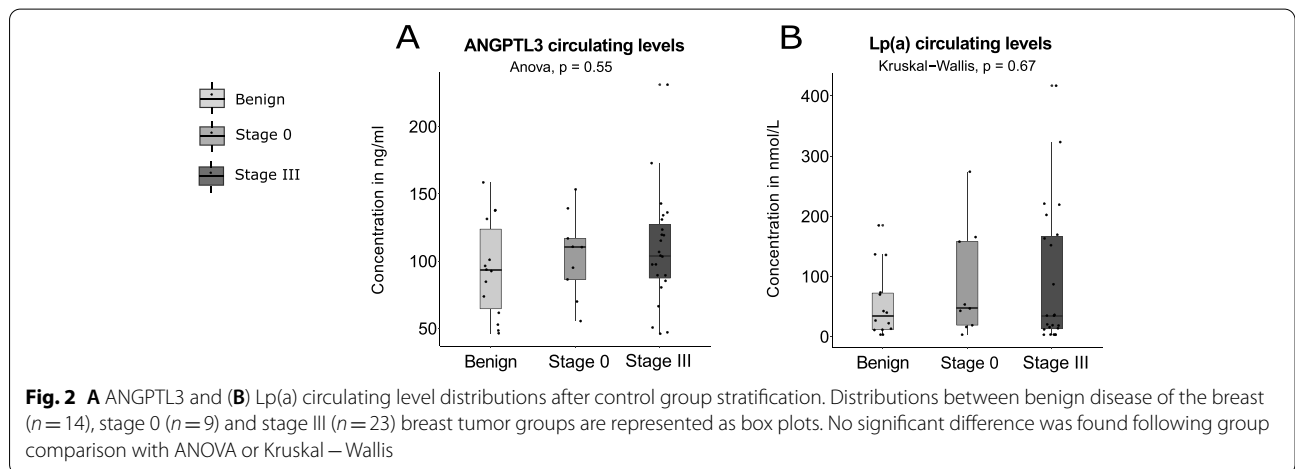 A
ANGPTL3 circulating levels
Anova, p = 0.55
Concentration in ng/ml
200
150
100
50
Benign
Stage 0
Stage III
B
Lp(a) circulating levels
Kruskal−Wallis, p = 0.67
Concentration in nmol/L
400
300
200
100
0
Benign
Stage 0
Stage III
Benign
Stage 0
Stage III
Fig. 2 A ANGPTL3 and (B) Lp(a) circulating level distributions after control group stratification. Distributions between benign disease of the breast
(n = 14), stage 0 (n = 9) and stage III (n = 23) breast tumor groups are represented as box plots. No significant difference was found following group
comparison with ANOVA or Kruskal – Wallis